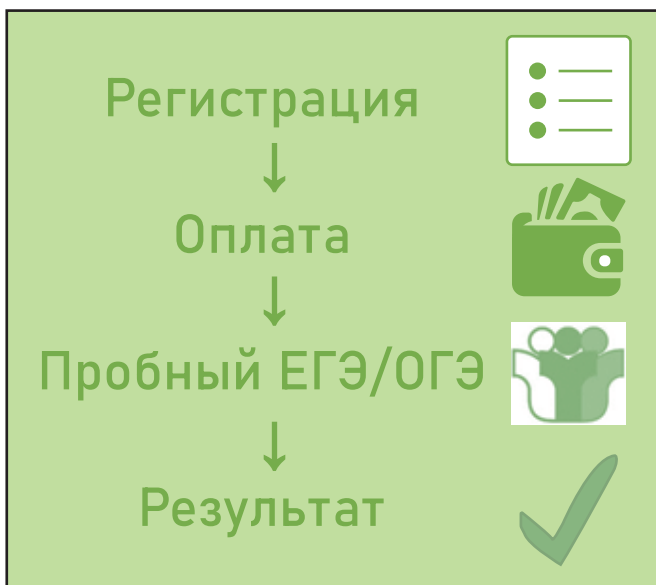 Регистрация
↓
Оплата
↓
Пробный ЕГЭ/ОГЭ
↓
Результат